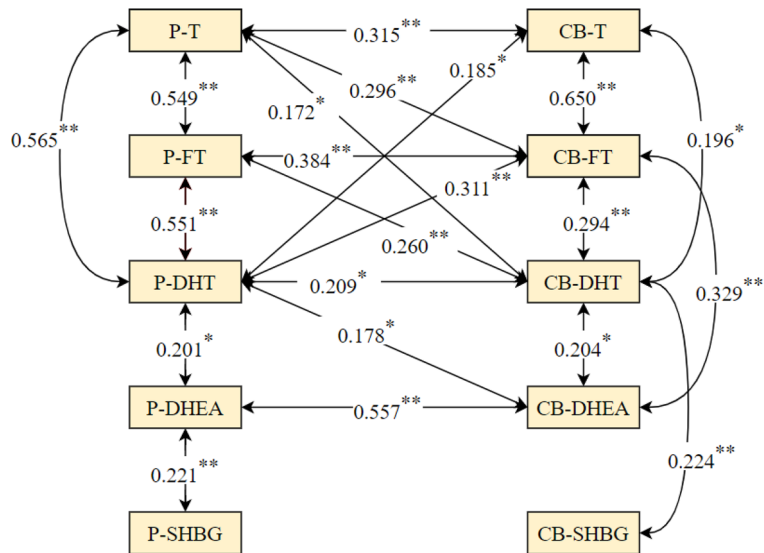 P-T
0.315**
CB-T
0.185*
0.549**
0.296**
0.650**
0.172*
0.565**
0.196*
P-FT
0.384**
CB-FT
0.311**
0.551**
0.260**
0.294**
P-DHT
0.209*
CB-DHT
0.329**
0.178*
0.201*
0.204*
P-DHEA
0.557**
CB-DHEA
0.221**
0.224**
P-SHBG
CB-SHBG